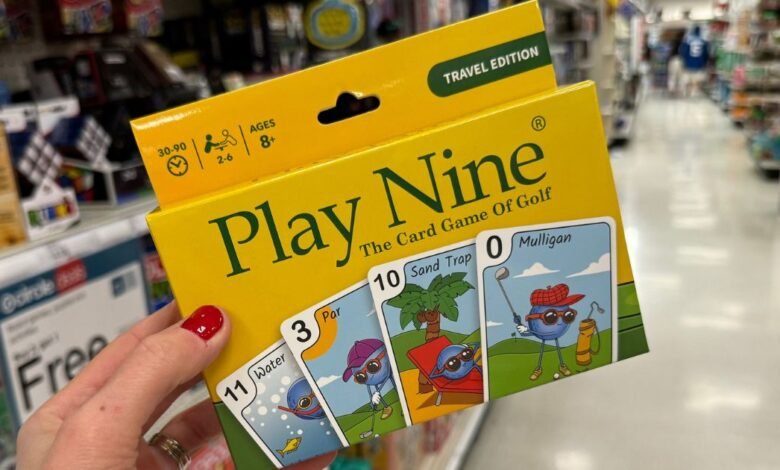 TRAVEL EDITION
30-90
2-6
AGES
8+
Play Nine®
The Card Game Of Golf
11 Water
3 Par
10 Sand Trap
0 Mulligan
Free